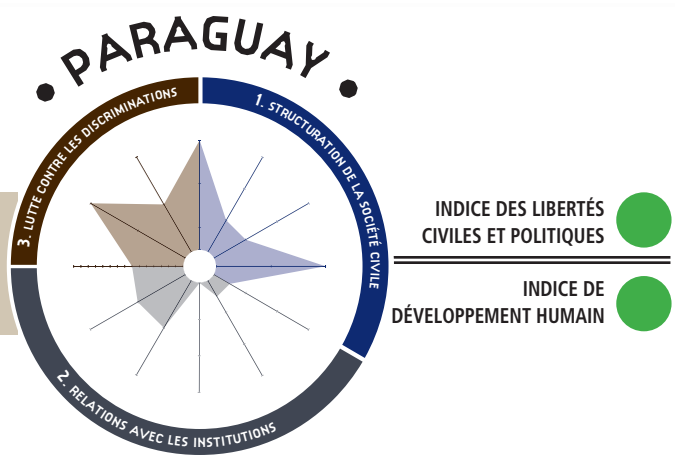 • PARAGUAY •
1. STRUCTURATION DE LA SOCIÉTÉ CIVILE
2. RELATIONS AVEC LES INSTITUTIONS
3. LUTTE CONTRE LES DISCRIMINATIONS
INDICE DES LIBERTÉS
CIVILES ET POLITIQUES
INDICE DE
DÉVELOPPEMENT HUMAIN